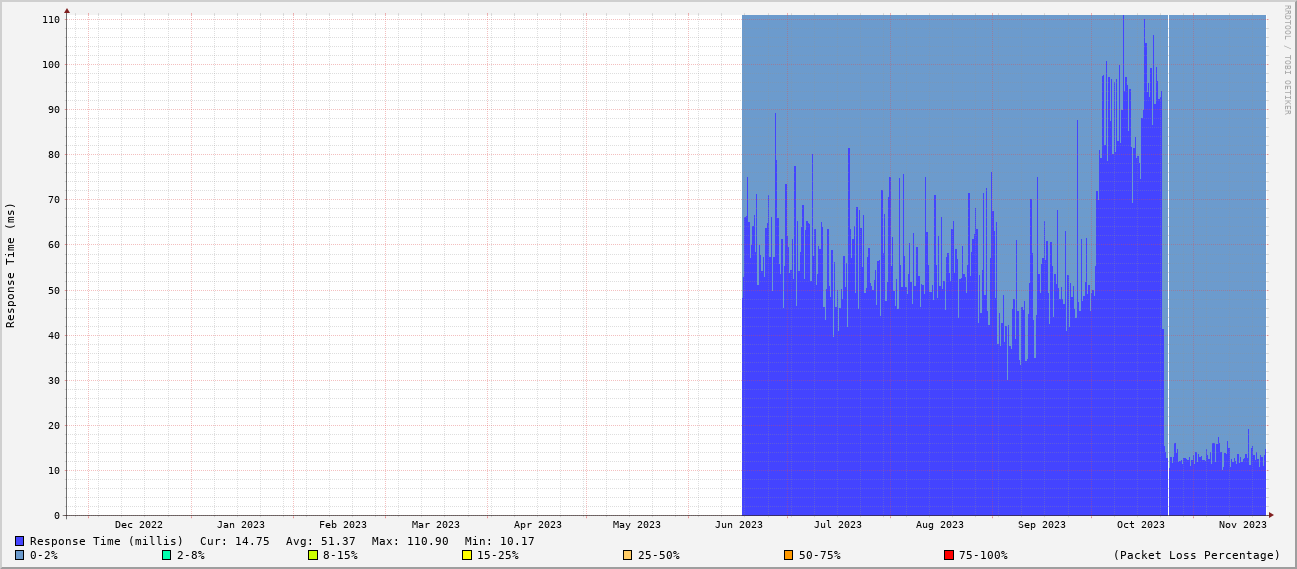 RRDTOOL / TOBI OETIKER
Response Time (ms)
110
100
90
80
70
60
50
40
30
20
10
0
Dec 2022 Jan 2023 Feb 2023 Mar 2023 Apr 2023 May 2023 Jun 2023 Jul 2023 Aug 2023 Sep 2023 Oct 2023 Nov 2023
Response Time (millis) Cur: 14.75 Avg: 51.37 Max: 110.90 Min: 10.17
0-2% 2-8% 8-15% 15-25% 25-50% 50-75% 75-100% (Packet Loss Percentage)